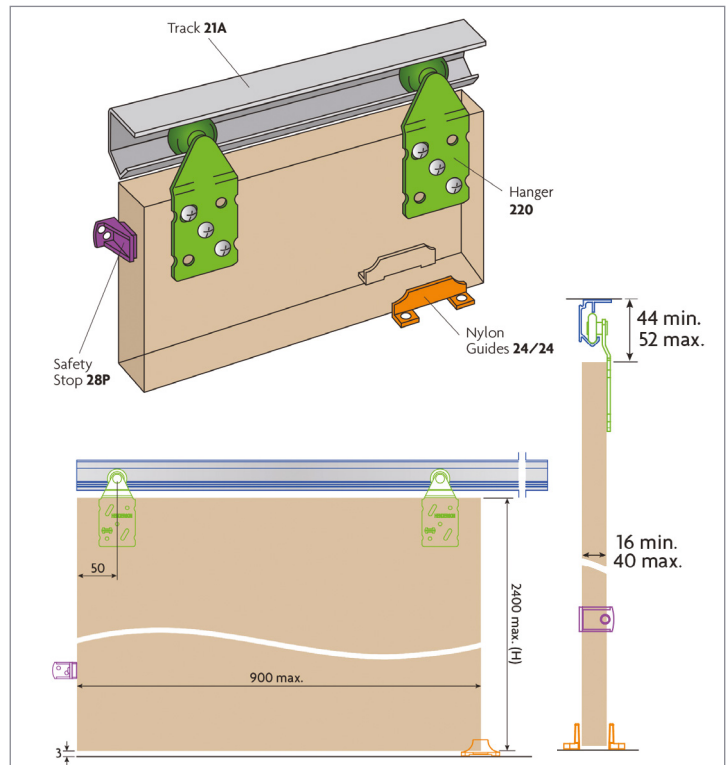 Track 21A
Hanger
220
Nylon
Guides 24/24
Safety
Stop 28P
44 min.
52 max.
16 min.
40 max.
50
2400 max. (H)
900 max.
3